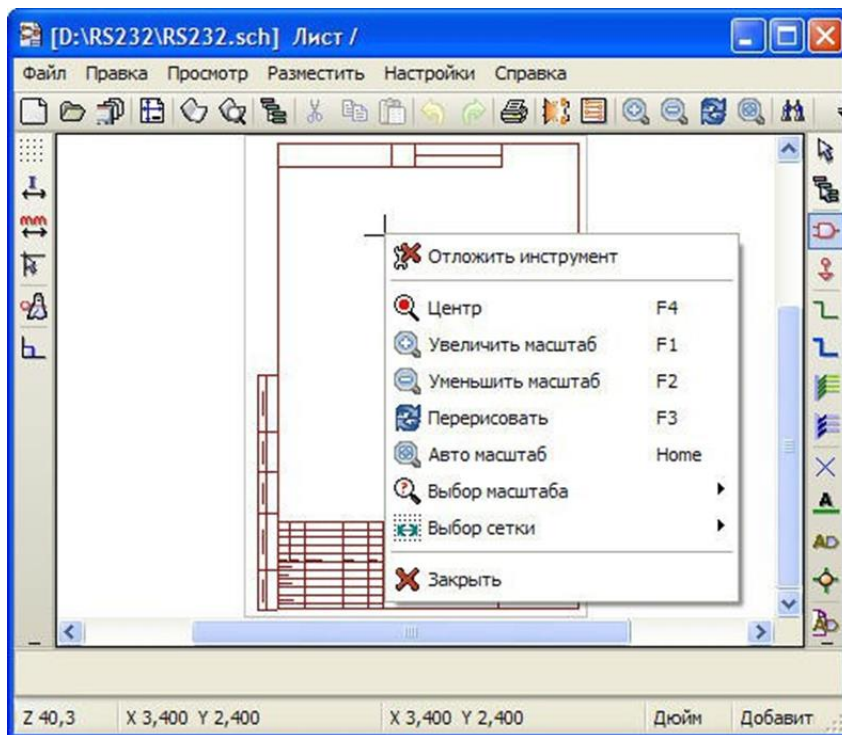 [D:\RS232\RS232.sch] Лист /
Файл Правка Просмотр Разместить Настройки Справка
Отложить инструмент
Центр F4
Увеличить масштаб F1
Уменьшить масштаб F2
Перерисовать F3
Авто масштаб Home
Выбор масштаба
Выбор сетки
Закрыть
Z 40,3 X 3,400 Y 2,400 X 3,400 Y 2,400 Дюйм Добавит